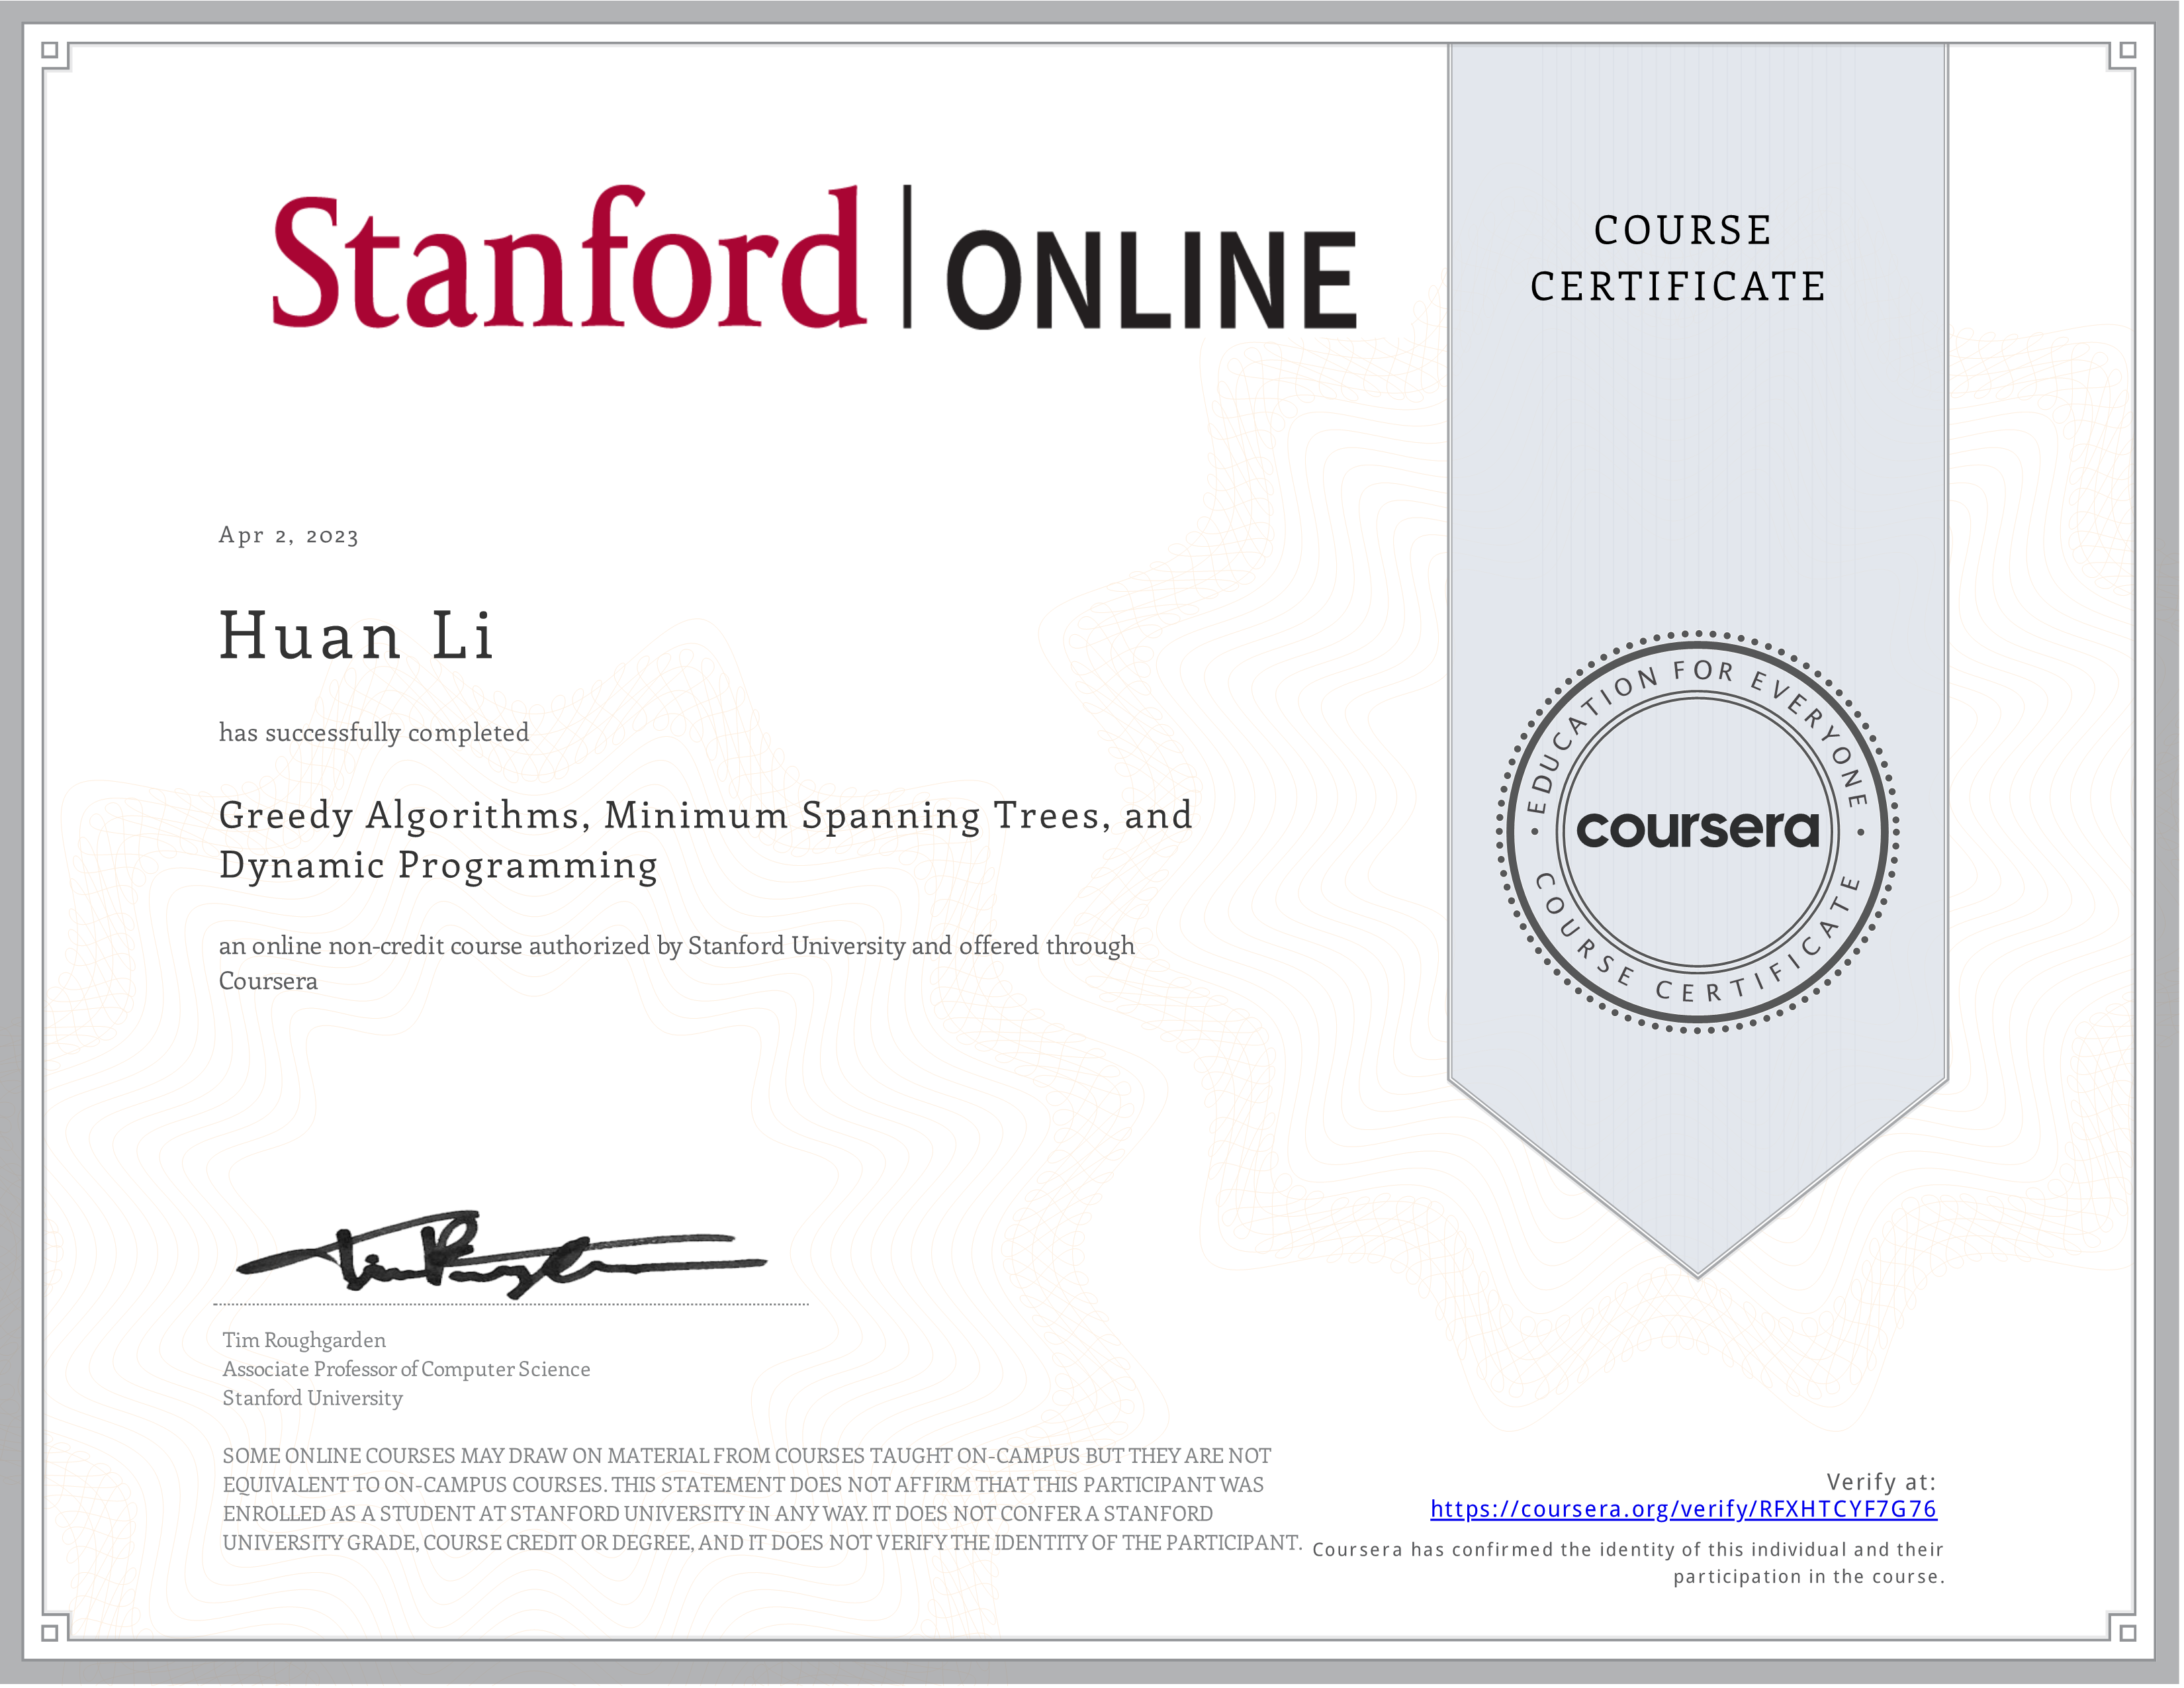 Stanford | ONLINE
COURSE
CERTIFICATE
Apr 2, 2023
Huan Li
has successfully completed
Greedy Algorithms, Minimum Spanning Trees, and
Dynamic Programming
an online non-credit course authorized by Stanford University and offered through
Coursera
EDUCATION FOR EVERYONE
coursera
COURSE CERTIFICATE
Tim Roughgarden
Associate Professor of Computer Science
Stanford University
SOME ONLINE COURSES MAY DRAW ON MATERIAL FROM COURSES TAUGHT ON-CAMPUS BUT THEY ARE NOT
EQUIVALENT TO ON-CAMPUS COURSES. THIS STATEMENT DOES NOT AFFIRM THAT THIS PARTICIPANT WAS
ENROLLED AS A STUDENT AT STANFORD UNIVERSITY IN ANY WAY. IT DOES NOT CONFER A STANFORD
UNIVERSITY GRADE, COURSE CREDIT OR DEGREE, AND IT DOES NOT VERIFY THE IDENTITY OF THE PARTICIPANT.
Verify at:
https://coursera.org/verify/RFXHTCYF7G76
Coursera has confirmed the identity of this individual and their
participation in the course.